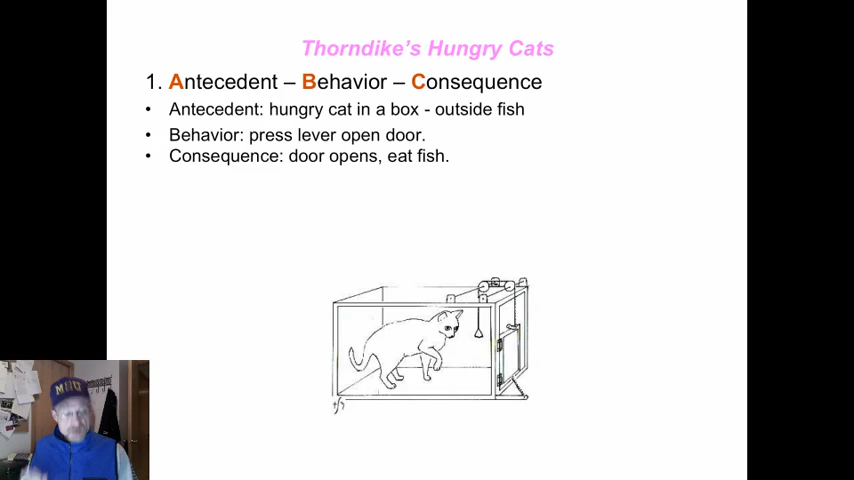 Thorndike's Hungry Cats
1. Antecedent – Behavior – Consequence
• Antecedent: hungry cat in a box - outside fish
• Behavior: press lever open door.
• Consequence: door opens, eat fish.